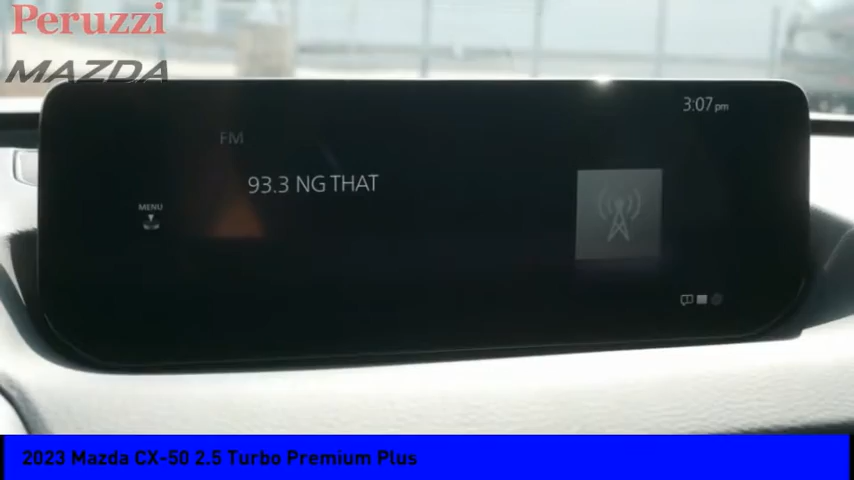 Peruzzi
MAZDA
3:07 pm
FM
93.3 NG THAT
MENU
2023 Mazda CX-50 2.5 Turbo Premium Plus